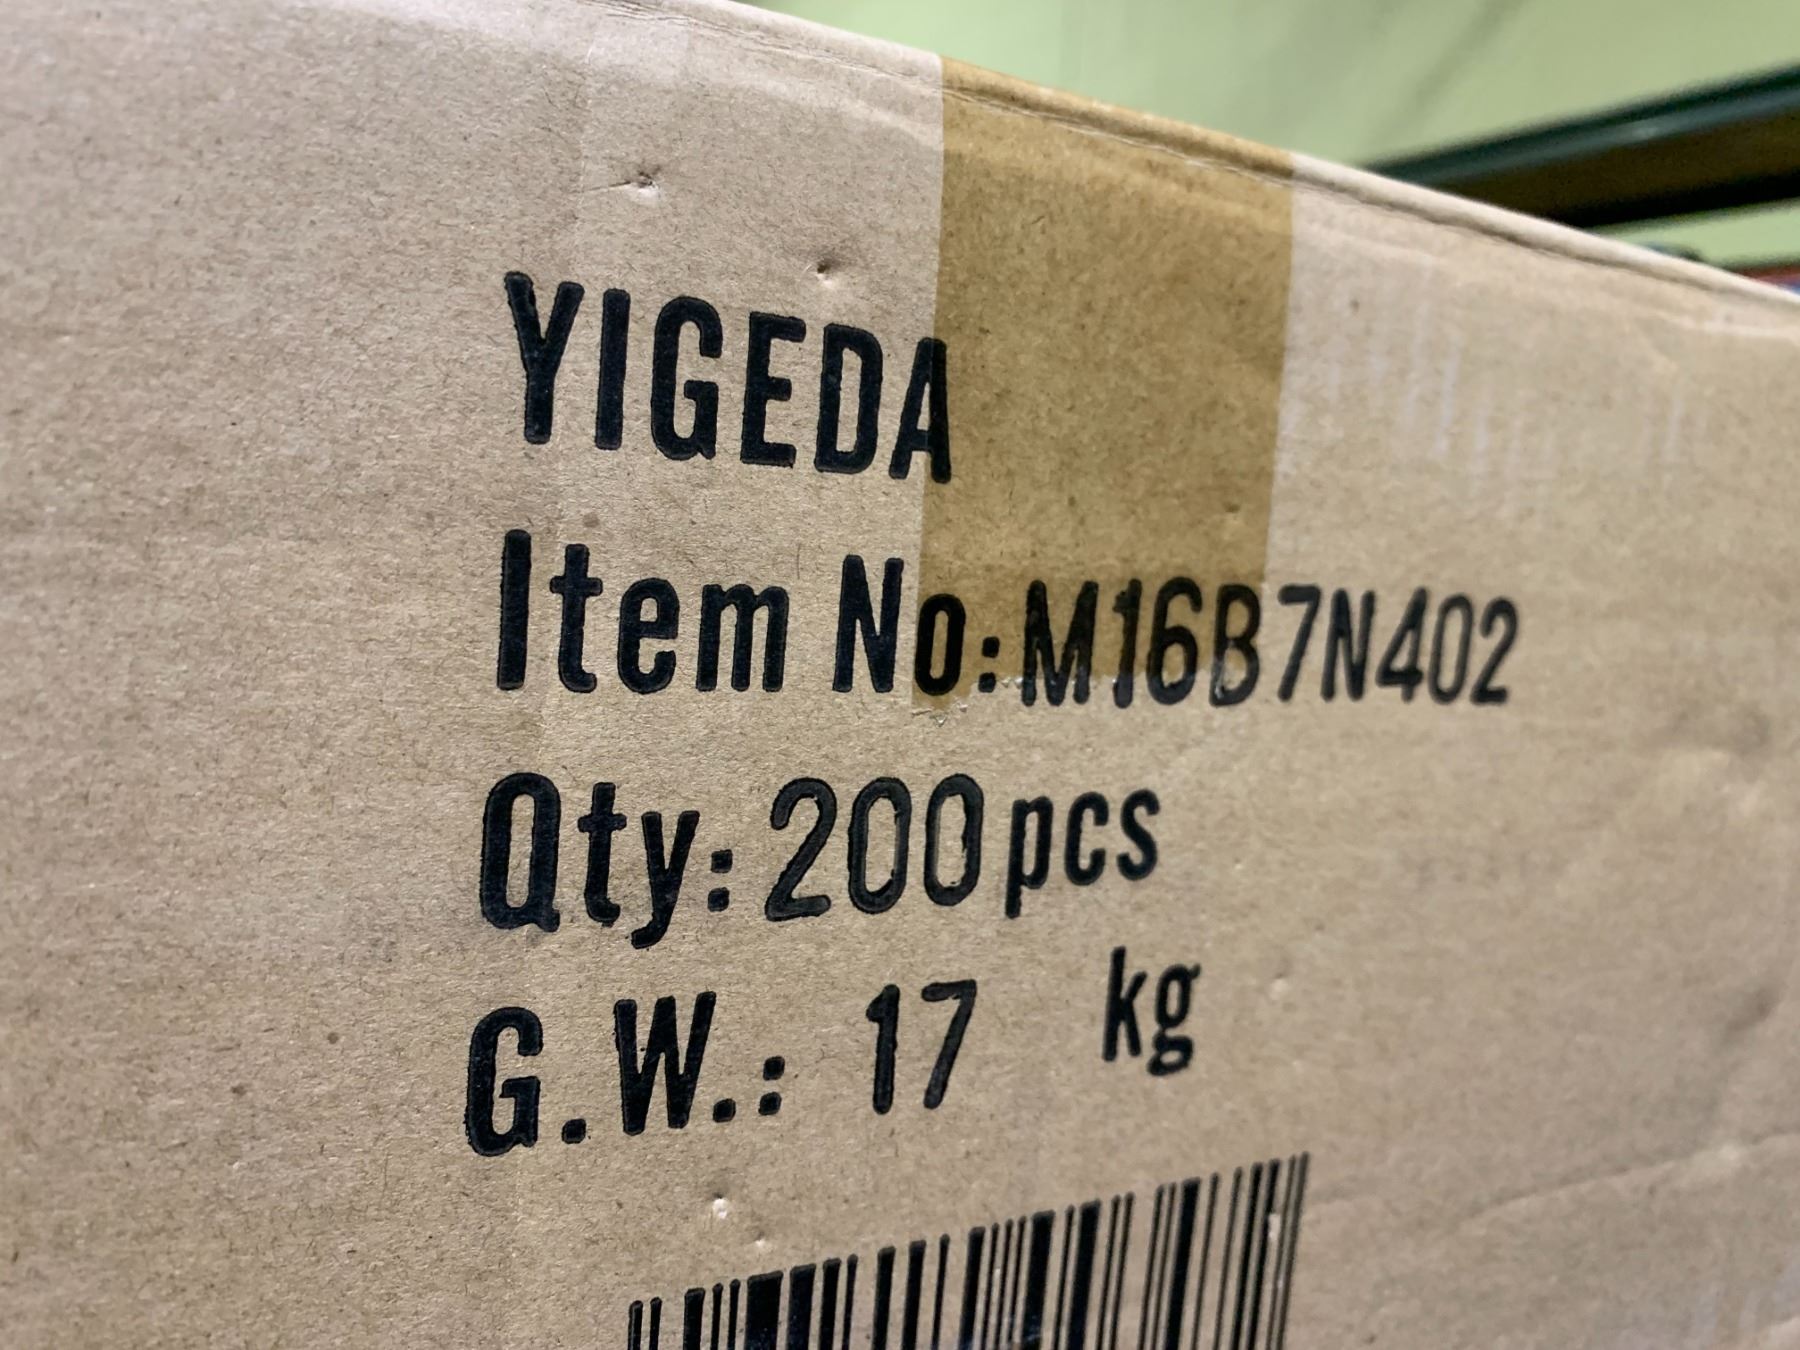 YIGEDA
Item No:M16B7N402
Qty: 200pcs
G.W.: 17 kg